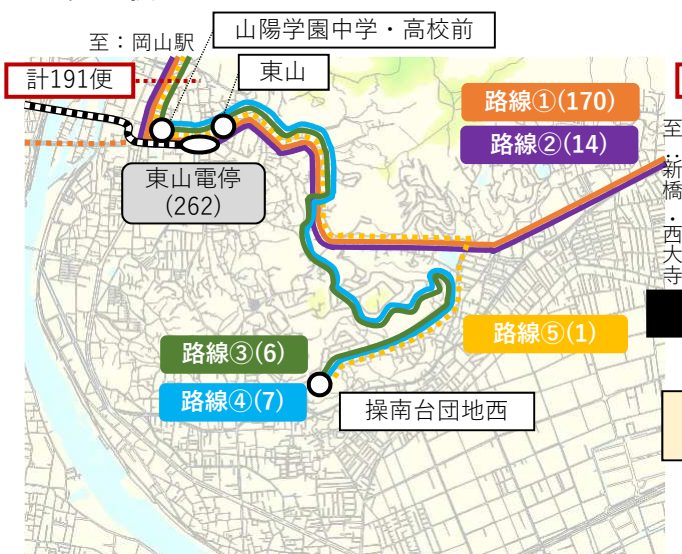 至：岡山駅
山陽学園中学・高校前
計191便
東山
路線①(170)
路線②(14)
東山電停
(262)
至：新橋・西大寺
路線③(6)
路線④(7)
路線⑤(1)
操南台団地西